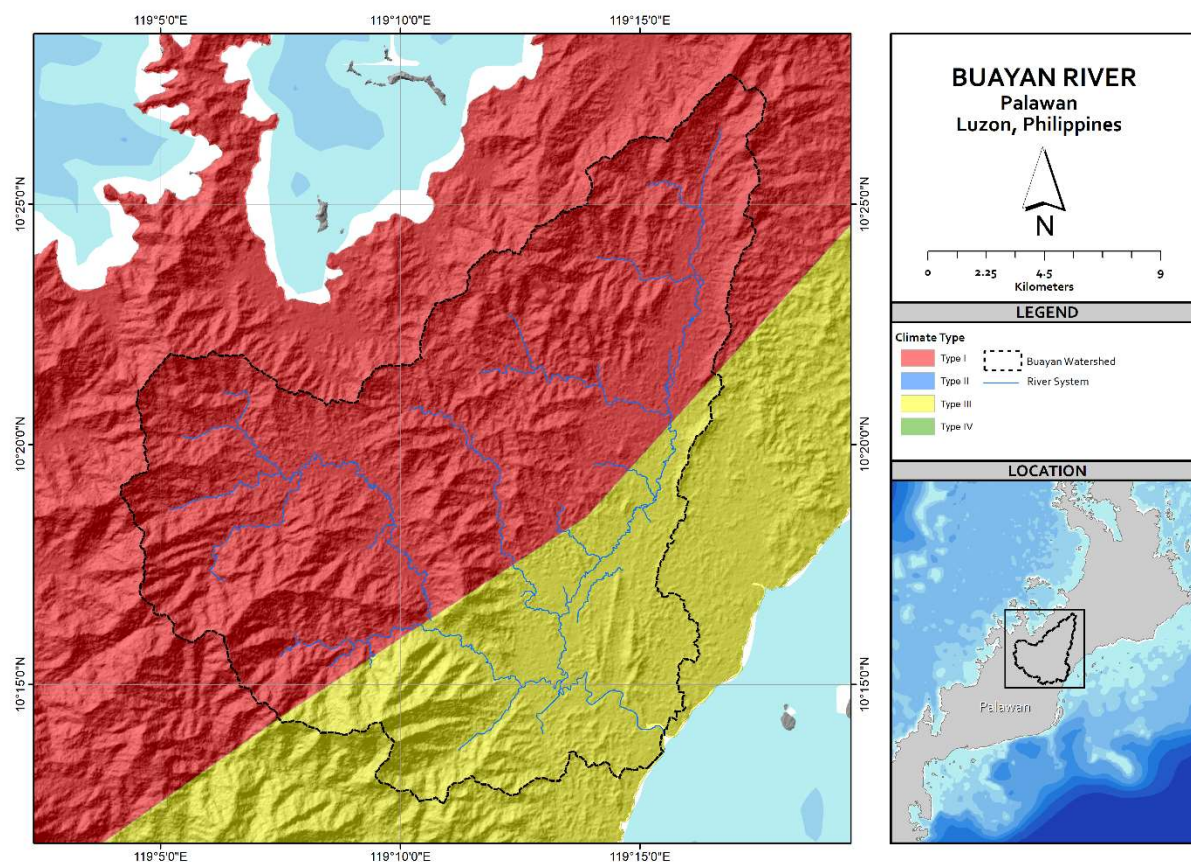 119°5'0"E 119°10'0"E 119°15'0"E
10°25'0"N 10°25'0"N
10°20'0"N 10°20'0"N
10°15'0"N 10°15'0"N
119°5'0"E 119°10'0"E 119°15'0"E
BUAYAN RIVER
Palawan
Luzon, Philippines
N
0 2.25 4.5 9
Kilometers
LEGEND
Climate Type
Type I Buayan Watershed
Type II River System
Type III
Type IV
LOCATION
Palawan